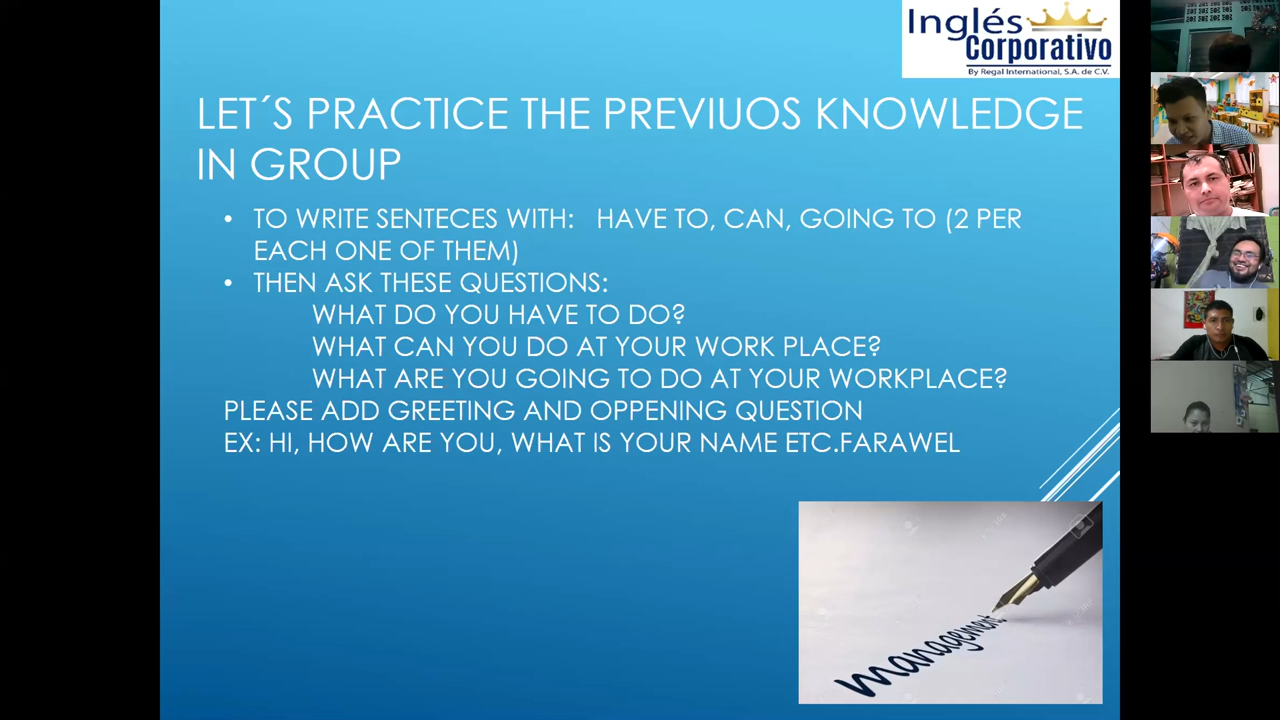 Inglés
Corporativo
By Regal International, S.A. de C.V.
LET´S PRACTICE THE PREVIUOS KNOWLEDGE
IN GROUP
• TO WRITE SENTECES WITH: HAVE TO, CAN, GOING TO (2 PER
EACH ONE OF THEM)
• THEN ASK THESE QUESTIONS:
WHAT DO YOU HAVE TO DO?
WHAT CAN YOU DO AT YOUR WORK PLACE?
WHAT ARE YOU GOING TO DO AT YOUR WORKPLACE?
PLEASE ADD GREETING AND OPPENING QUESTION
EX: HI, HOW ARE YOU, WHAT IS YOUR NAME ETC.FARAWEL
management